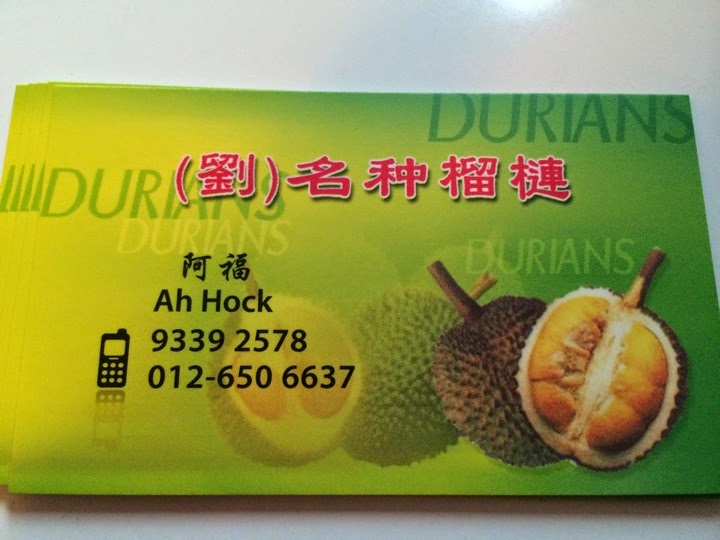 DURIANS
(劉)名种榴槤
DURIANS
DURIANS
DURIANS
阿福
Ah Hock
9339 2578
012-650 6637